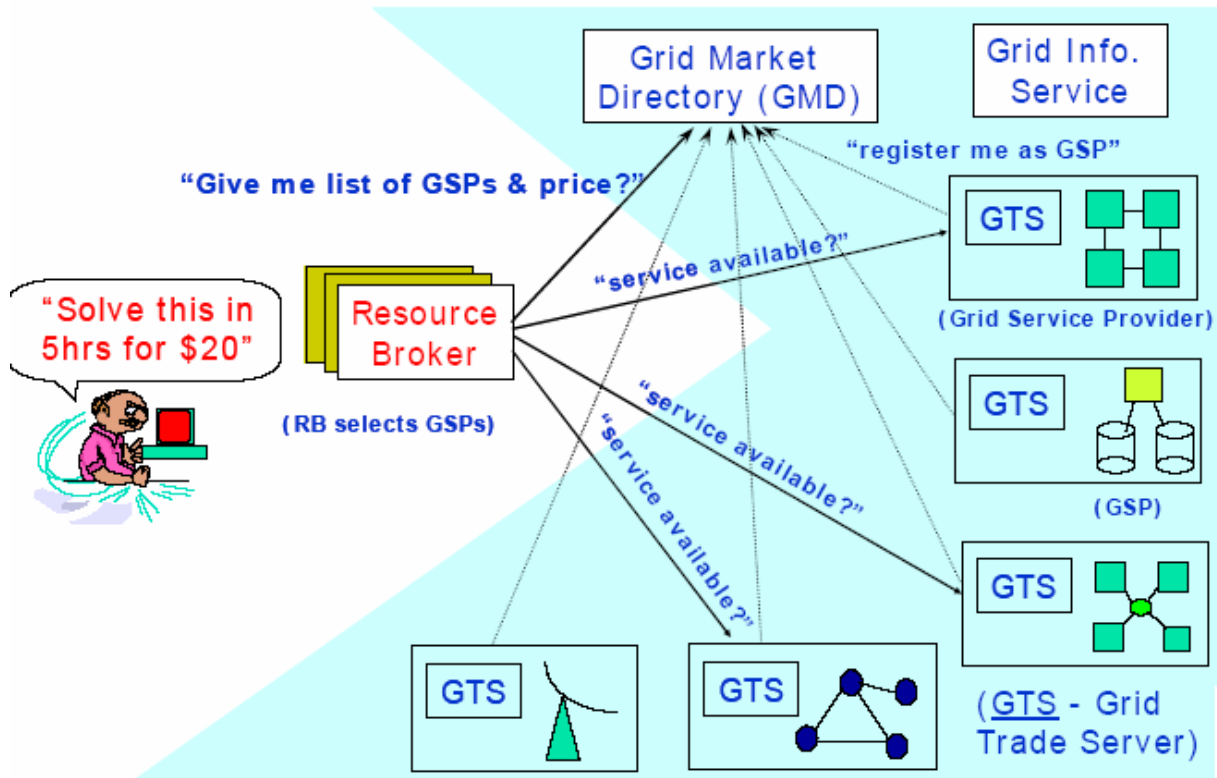 Grid Market
Directory (GMD)
Grid Info.
Service
“register me as GSP”
“Give me list of GSPs & price?”
GTS
“service available?”
(Grid Service Provider)
“Solve this in
5hrs for $20”
Resource
Broker
(RB selects GSPs)
GTS
“service available?”
“service available?”
(GSP)
GTS
GTS
GTS
(GTS - Grid
Trade Server)